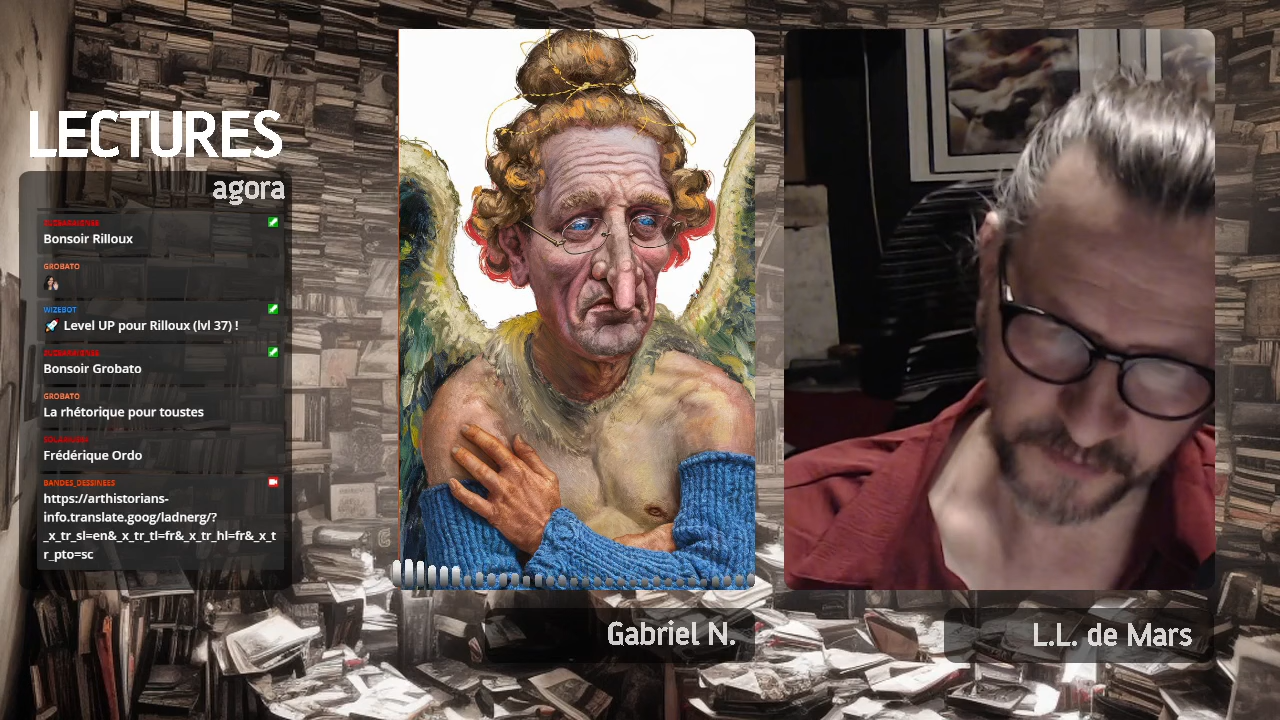 LECTURES
agora
Bonsoir Rilloux
GROBATO
WIZEBOT
Level UP pour Rilloux (lvl 37) !
Bonsoir Grobato
GROBATO
La rhétorique pour toustes
Frédérique Ordo
BANDES_DESSINEES
https://arthistorians-
info.translate.goog/ladnerg/?
_x_tr_sl=en&_x_tr_tl=fr&_x_tr_hl=fr&_x_t
r_pto=sc
Gabriel N.
L.L. de Mars